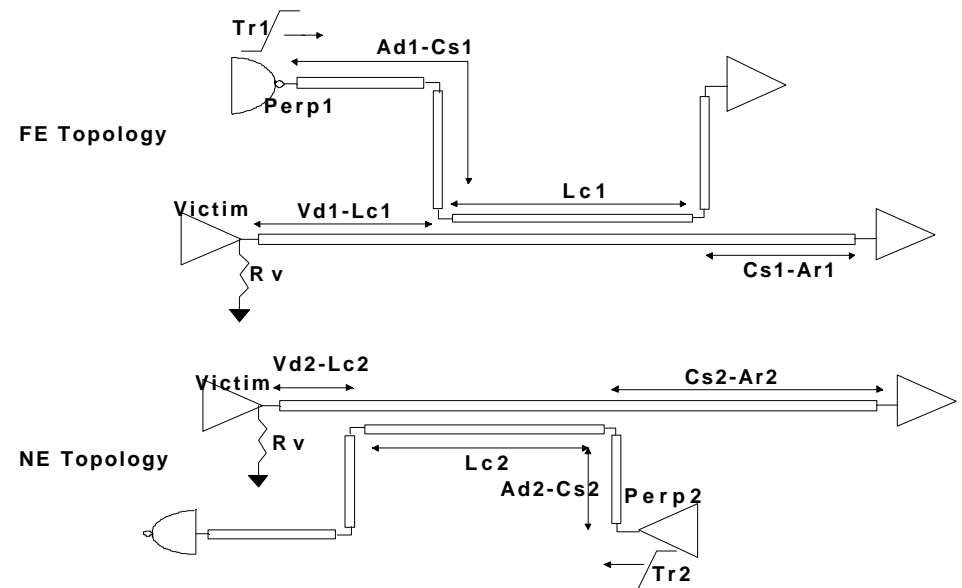 Tr1
Ad1-Cs1
Perp1
FE Topology
Lc1
Victim
Vd1-Lc1
Rv
Cs1-Ar1
Vd2-Lc2
Victim
Cs2-Ar2
Rv
NE Topology
Lc2
Ad2-Cs2
Perp2
Tr2